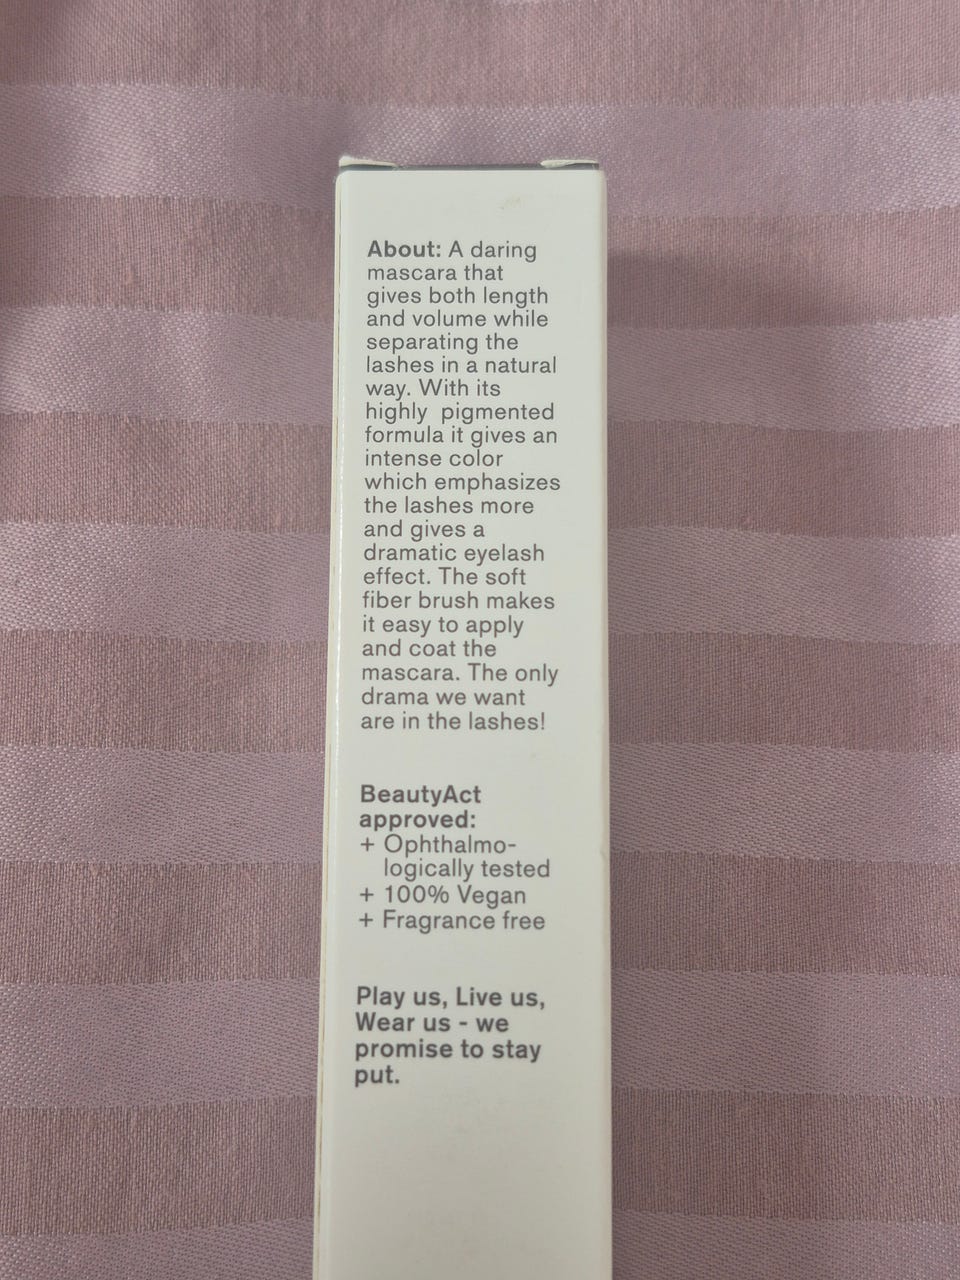 About: A daring
mascara that
gives both length
and volume while
separating the
lashes in a natural
way. With its
highly  pigmented
formula it gives an
intense color
which emphasizes
the lashes more
and gives a
dramatic eyelash
effect. The soft
fiber brush makes
it easy to apply
and coat the
mascara. The only
drama we want
are in the lashes!
BeautyAct
approved:
+ Ophthalmo-
logically tested
+ 100% Vegan
+ Fragrance free
Play us, Live us,
Wear us - we
promise to stay
put.